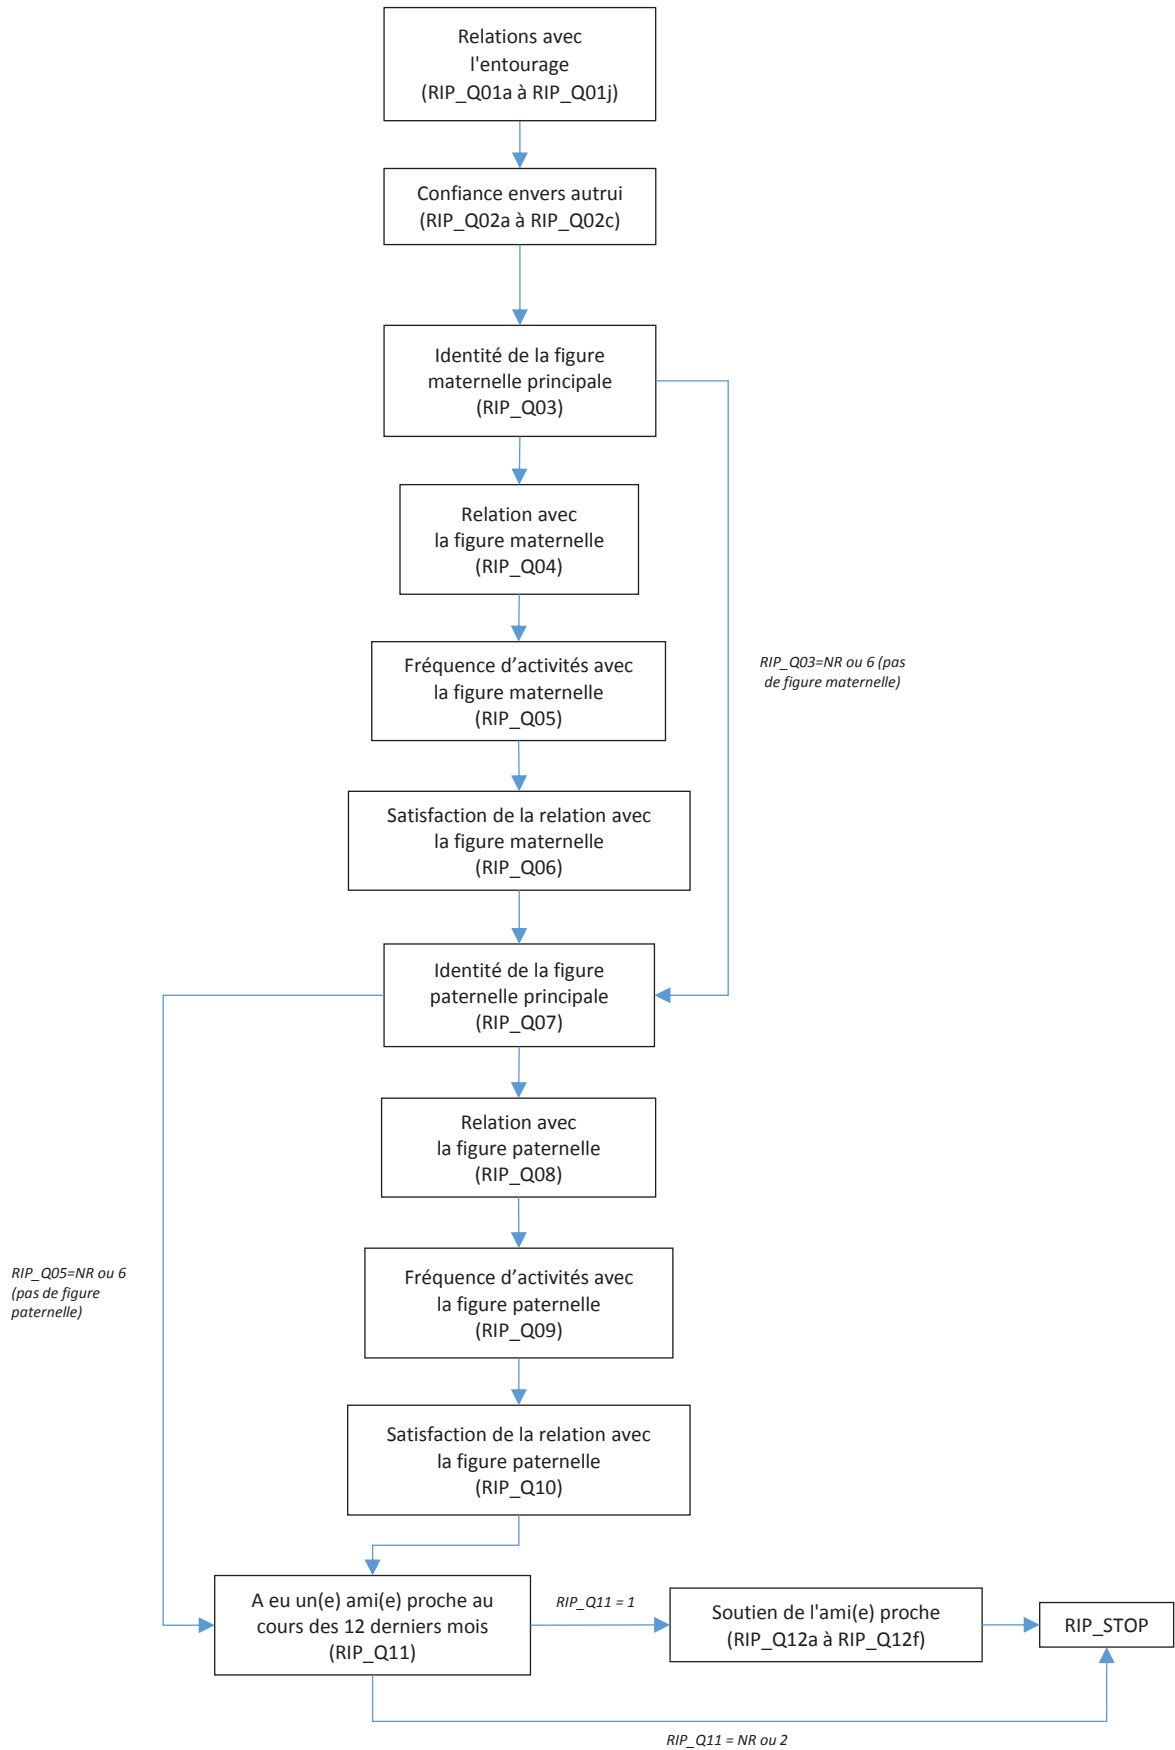 Relations avec
l'entourage
(RIP_Q01a à RIP_Q01j)
Confiance envers autrui
(RIP_Q02a à RIP_Q02c)
Identité de la figure
maternelle principale
(RIP_Q03)
Relation avec
la figure maternelle
(RIP_Q04)
Fréquence d’activités avec
la figure maternelle
(RIP_Q05)
RIP_Q03=NR ou 6 (pas
de figure maternelle)
Satisfaction de la relation avec
la figure maternelle
(RIP_Q06)
Identité de la figure
paternelle principale
(RIP_Q07)
Relation avec
la figure paternelle
(RIP_Q08)
RIP_Q05=NR ou 6
(pas de figure
paternelle)
Fréquence d’activités avec
la figure paternelle
(RIP_Q09)
Satisfaction de la relation avec
la figure paternelle
(RIP_Q10)
A eu un(e) ami(e) proche au
cours des 12 derniers mois
(RIP_Q11)
RIP_Q11 = 1
Soutien de l'ami(e) proche
(RIP_Q12a à RIP_Q12f)
RIP_STOP
RIP_Q11 = NR ou 2